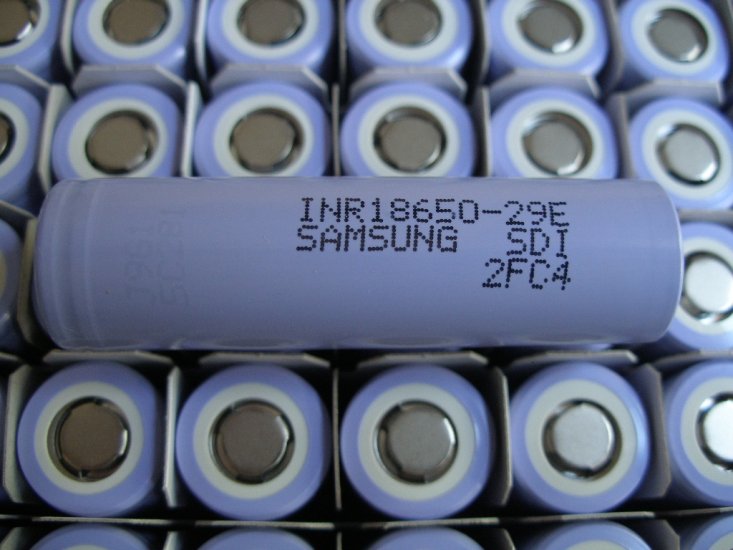 INR18650-29E
SAMSUNG SDI
2FC4